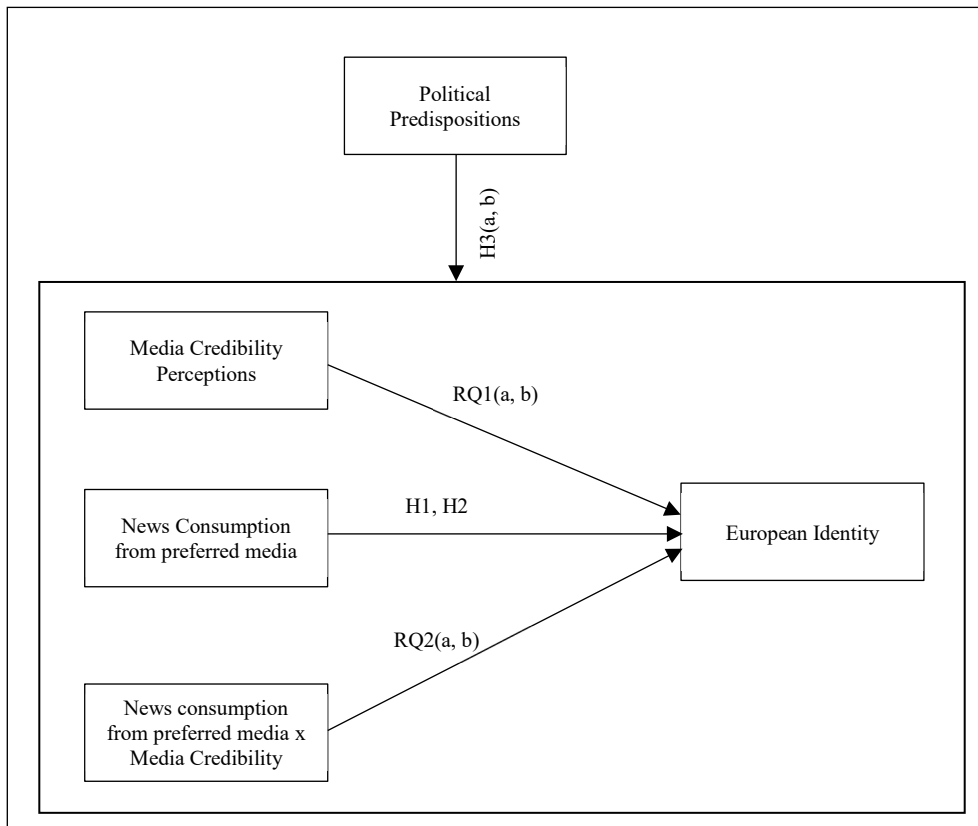 Political
Predispositions
H3(a, b)
Media Credibility
Perceptions
RQ1(a, b)
News Consumption
from preferred media
H1, H2
European Identity
RQ2(a, b)
News consumption
from preferred media x
Media Credibility